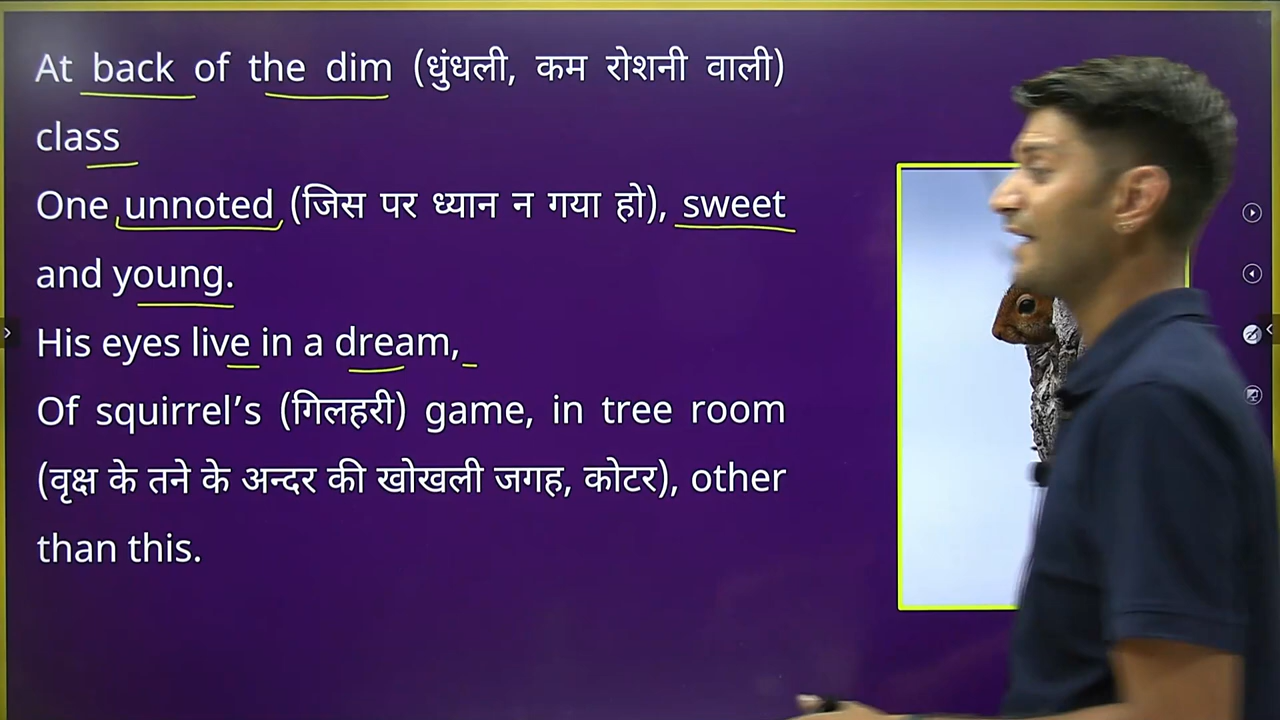 At back of the dim (धुंधली, कम रोशनी वाली)
class
One unnoted (जिस पर ध्यान न गया हो), sweet
and young.
His eyes live in a dream,
Of squirrel’s (गिलहरी) game, in tree room
(वृक्ष के तने के अन्दर की खोखली जगह, कोटर), other
than this.